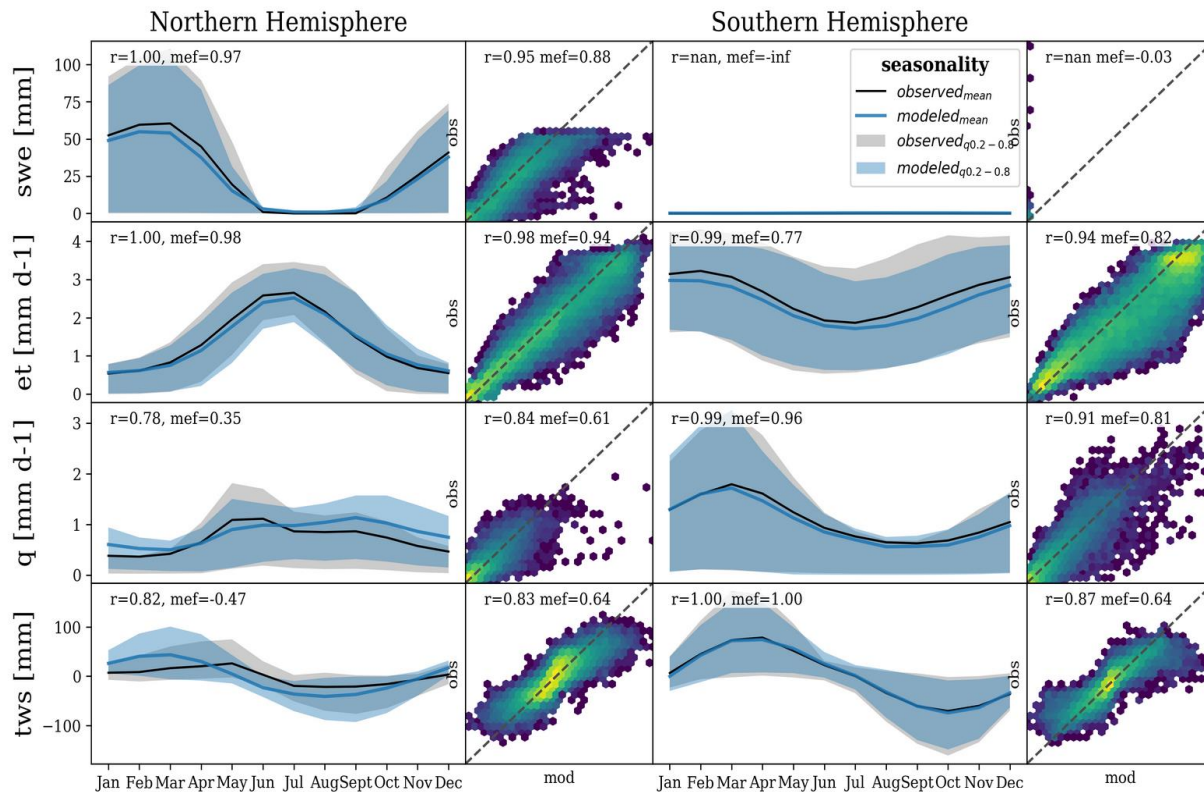 Northern Hemisphere
Southern Hemisphere
swe [mm]
100
75
50
25
0
r=1.00, mef=0.97
obs
r=0.95 mef=0.88
r=nan, mef=-inf
seasonality
observed_mean
modeled_mean
observed_q0.2-0.8
modeled_q0.2-0.8
obs
r=nan mef=-0.03
et [mm d-1]
4
3
2
1
0
r=1.00, mef=0.98
obs
r=0.98 mef=0.94
r=0.99, mef=0.77
obs
r=0.94 mef=0.82
q [mm d-1]
3
2
1
0
r=0.78, mef=0.35
obs
r=0.84 mef=0.61
r=0.99, mef=0.96
obs
r=0.91 mef=0.81
tws [mm]
100
0
−100
r=0.82, mef=-0.47
obs
r=0.83 mef=0.64
r=1.00, mef=1.00
obs
r=0.87 mef=0.64
Jan Feb Mar Apr May Jun Jul Aug Sept Oct Nov Dec
mod
Jan Feb Mar Apr May Jun Jul Aug Sept Oct Nov Dec
mod